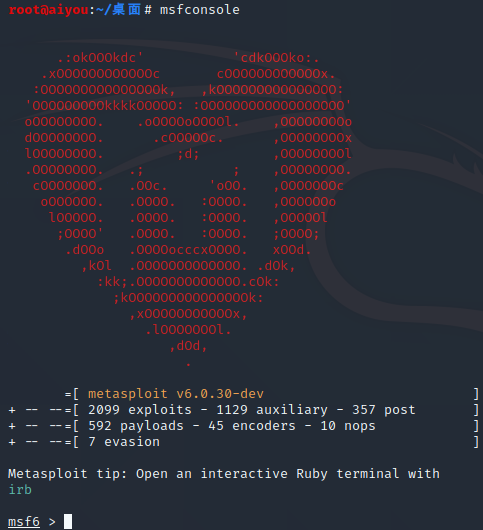 root@aiyou:~/桌面# msfconsole
      .:okOOOkdc'           'cdkOOOko:.
    .xOOOOOOOOOOOOc       cOOOOOOOOOOOOx.
   :OOOOOOOOOOOOOOOk,   ,kOOOOOOOOOOOOOOO:
  'OOOOOOOOOkkkkOOOOO: :OOOOOOOOOOOOOOOOOO'
  oOOOOOOOO.    .oOOOOoOOOOl.    ,OOOOOOOOo
  dOOOOOOOO.      .cOOOOOc.      ,OOOOOOOOx
  lOOOOOOOO.         ;d;         ,OOOOOOOOl
  .OOOOOOOO.   .;           ;    ,OOOOOOOO.
   cOOOOOOO.   .OOc.     'oOO.   ,OOOOOOOc
    oOOOOOO.   .OOOO.   :OOOO.   ,OOOOOOo
     lOOOOO.   .OOOO.   :OOOO.   ,OOOOOl
      ;OOOO'   .OOOO.   :OOOO.   ;OOOO;
       .dOOo   .OOOOocccxOOOO.   xOOd.
         ,kOl  .OOOOOOOOOOOOO. .dOk,
           :kk;.OOOOOOOOOOOOO.cOk:
             ;kOOOOOOOOOOOOOOOk:
               ,xOOOOOOOOOOOx,
                 .lOOOOOOOl.
                    ,dOd,
                      .
       =[ metasploit v6.0.30-dev                          ]
+ -- --=[ 2099 exploits - 1129 auxiliary - 357 post       ]
+ -- --=[ 592 payloads - 45 encoders - 10 nops            ]
+ -- --=[ 7 evasion                                       ]
Metasploit tip: Open an interactive Ruby terminal with
irb
msf6 >